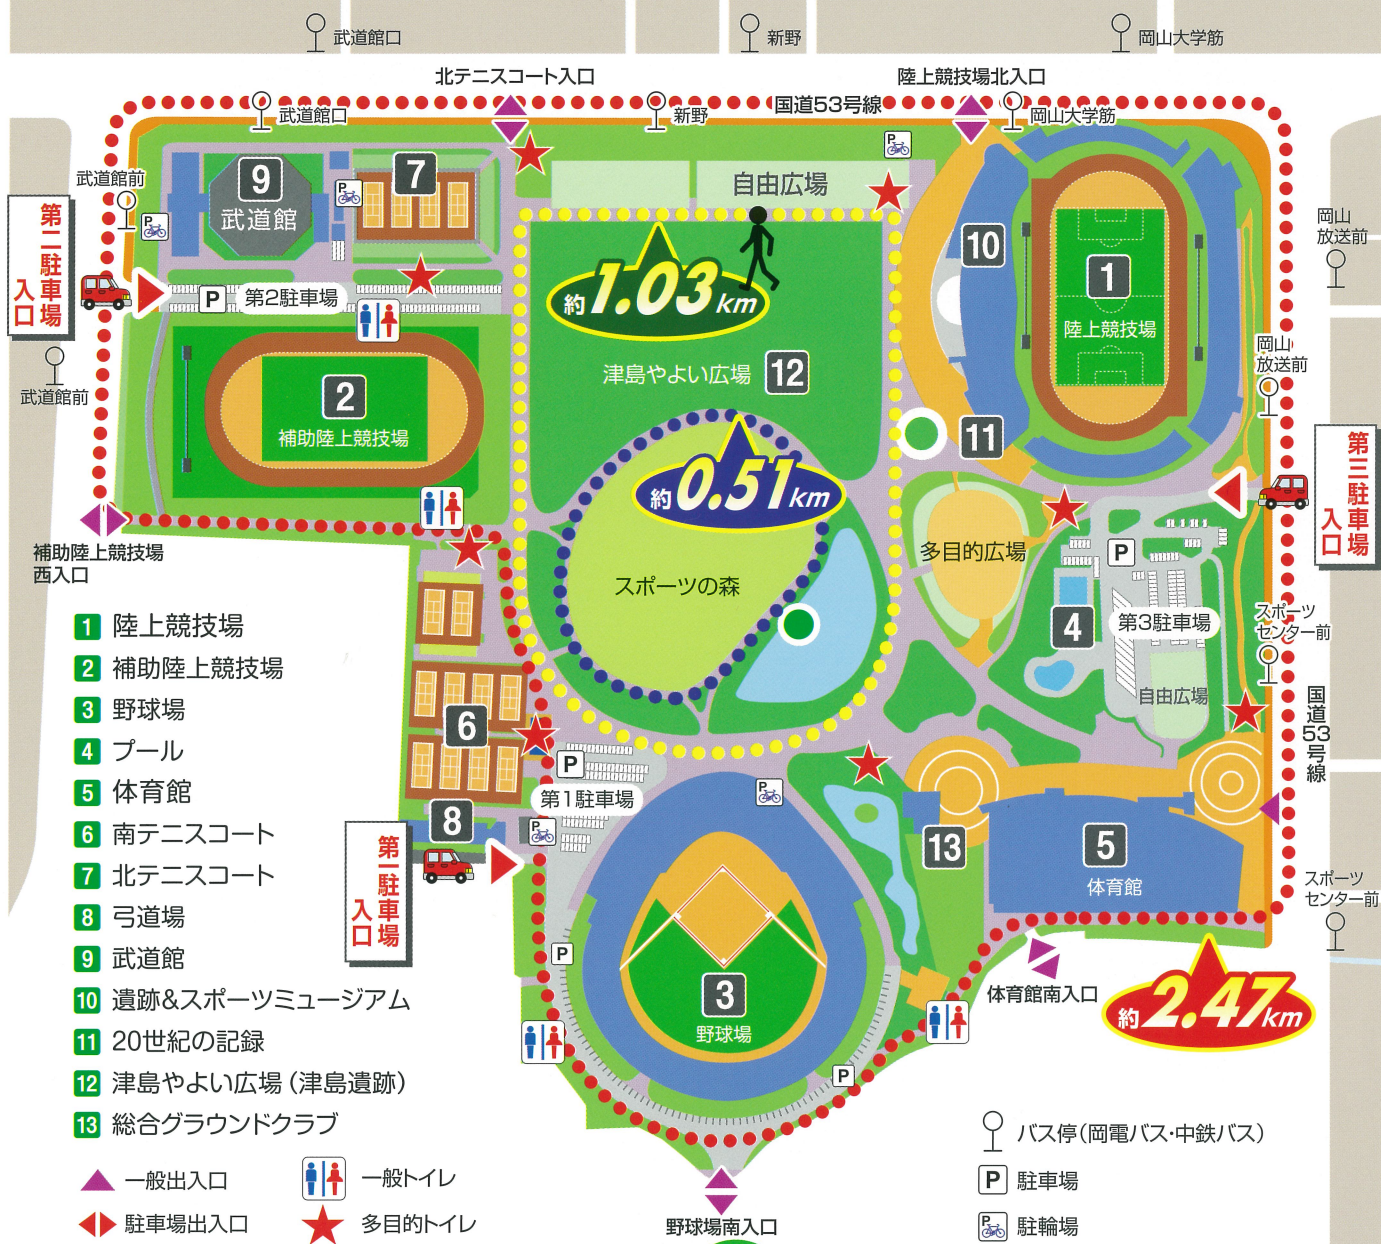 武道館口
新野
岡山大学筋
北テニスコート入口
陸上競技場北入口
国道53号線
武道館口
新野
岡山大学筋
武道館前
9
武道館
7
自由広場
10
1
陸上競技場
岡山
放送前
第二駐車場
入口
P
第2駐車場
約1.03km
津島やよい広場
12
岡山
放送前
武道館前
2
補助陸上競技場
11
約0.51km
第三駐車場
入口
補助陸上競技場
西入口
多目的広場
P
スポーツの森
4
第3駐車場
スポーツ
センター前
自由広場
国道53号線
6
P
第1駐車場
8
13
5
体育館
スポーツ
センター前
第一駐車場
入口
P
3
野球場
体育館南入口
約2.47km
P
野球場南入口
1 陸上競技場
2 補助陸上競技場
3 野球場
4 プール
5 体育館
6 南テニスコート
7 北テニスコート
8 弓道場
9 武道館
10 遺跡&スポーツミュージアム
11 20世紀の記録
12 津島やよい広場(津島遺跡)
13 総合グラウンドクラブ
一般出入口
一般トイレ
駐車場出入口
多目的トイレ
バス停(岡電バス・中鉄バス)
P 駐車場
P 駐輪場